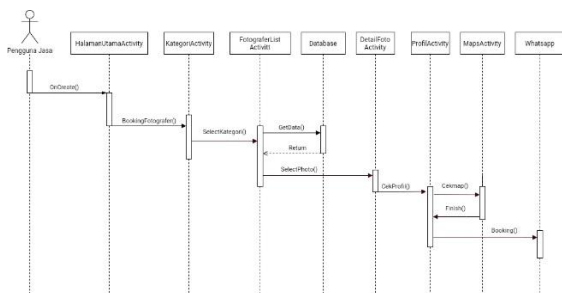 Pengguna Jasa
HalamanUtamaActivity
KategoriActivity
FotograferList
Activiti
Database
DetailFoto
Activity
ProfilActivity
MapsActivity
Whatsapp
OnCreate()
BookingFotografer()
SelectKategori()
GetData()
Return
SelectPhoto()
CekProfil()
Cekmap()
Finish()
Booking()